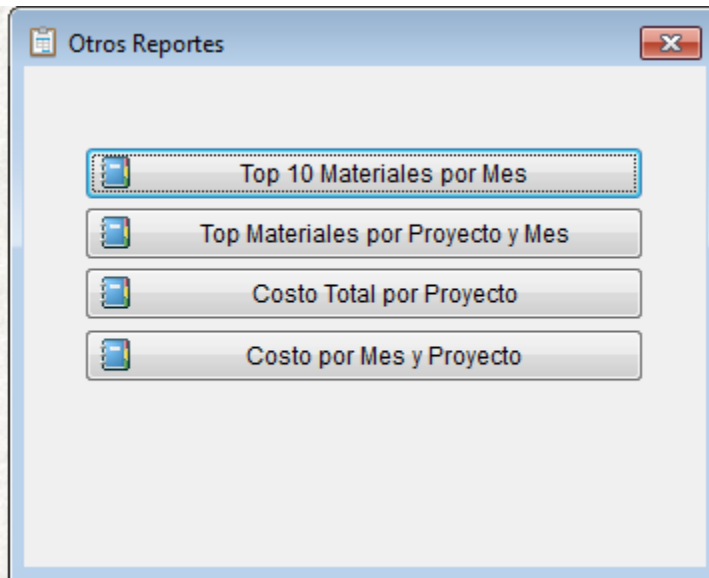 Otros Reportes
Top 10 Materiales por Mes
Top Materiales por Proyecto y Mes
Costo Total por Proyecto
Costo por Mes y Proyecto